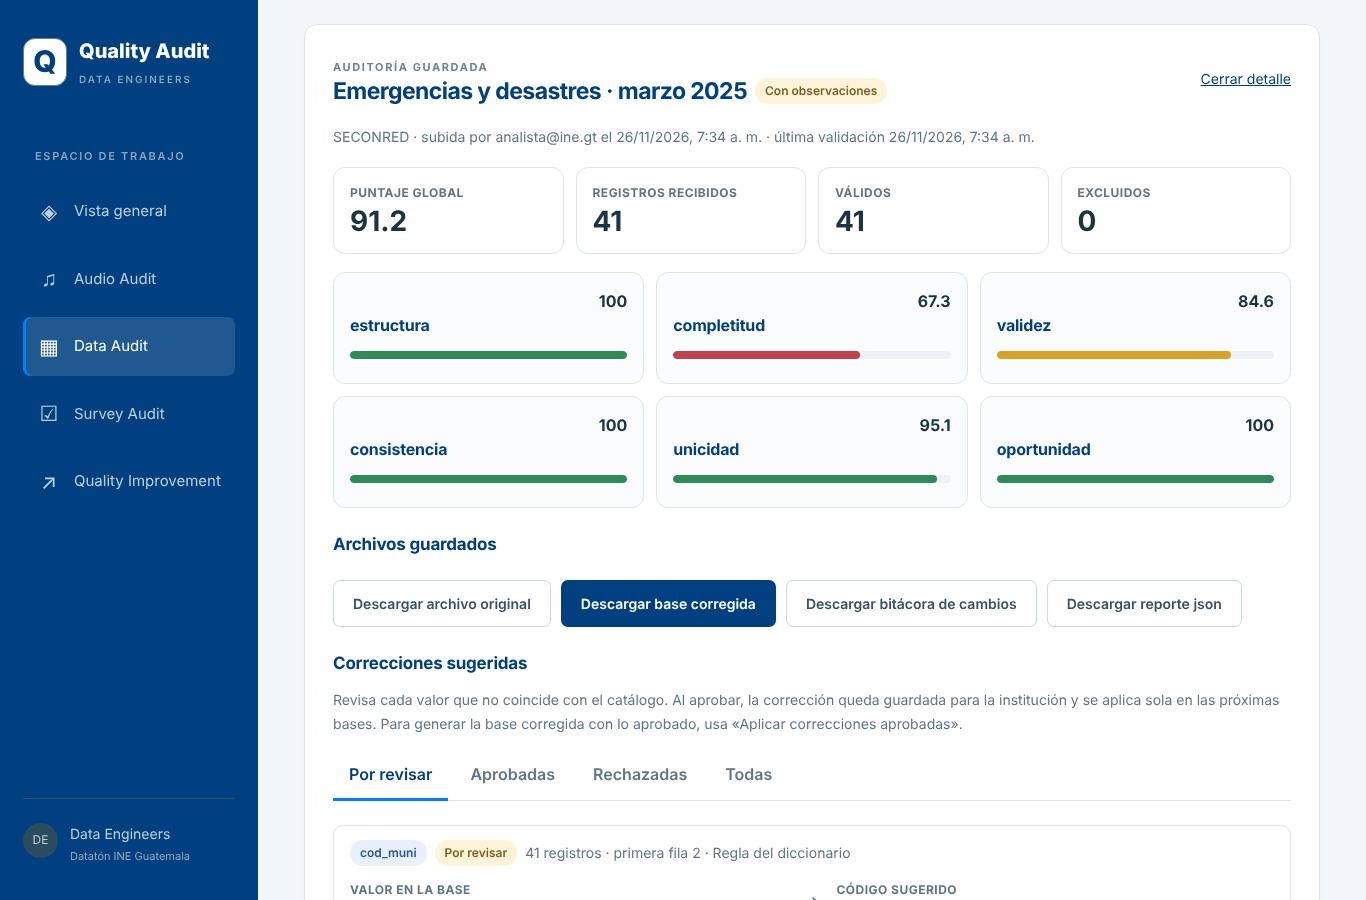 Q
Quality Audit
DATA ENGINEERS
ESPACIO DE TRABAJO
Vista general
Audio Audit
Data Audit
Survey Audit
Quality Improvement
DE
Data Engineers
Datatón INE Guatemala
AUDITORÍA GUARDADA
Emergencias y desastres · marzo 2025
Con observaciones
Cerrar detalle
SECONRED · subida por analista@ine.gt el 26/11/2026, 7:34 a. m. · última validación 26/11/2026, 7:34 a. m.
PUNTAJE GLOBAL
91.2
REGISTROS RECIBIDOS
41
VÁLIDOS
41
EXCLUIDOS
0
100
estructura
67.3
completitud
84.6
validez
100
consistencia
95.1
unicidad
100
oportunidad
Archivos guardados
Descargar archivo original
Descargar base corregida
Descargar bitácora de cambios
Descargar reporte json
Correcciones sugeridas
Revisa cada valor que no coincide con el catálogo. Al aprobar, la corrección queda guardada para la institución y se aplica sola en las próximas
bases. Para generar la base corregida con lo aprobado, usa «Aplicar correcciones aprobadas».
Por revisar
Aprobadas
Rechazadas
Todas
cod_muni
Por revisar
41 registros · primera fila 2 · Regla del diccionario
VALOR EN LA BASE
CÓDIGO SUGERIDO